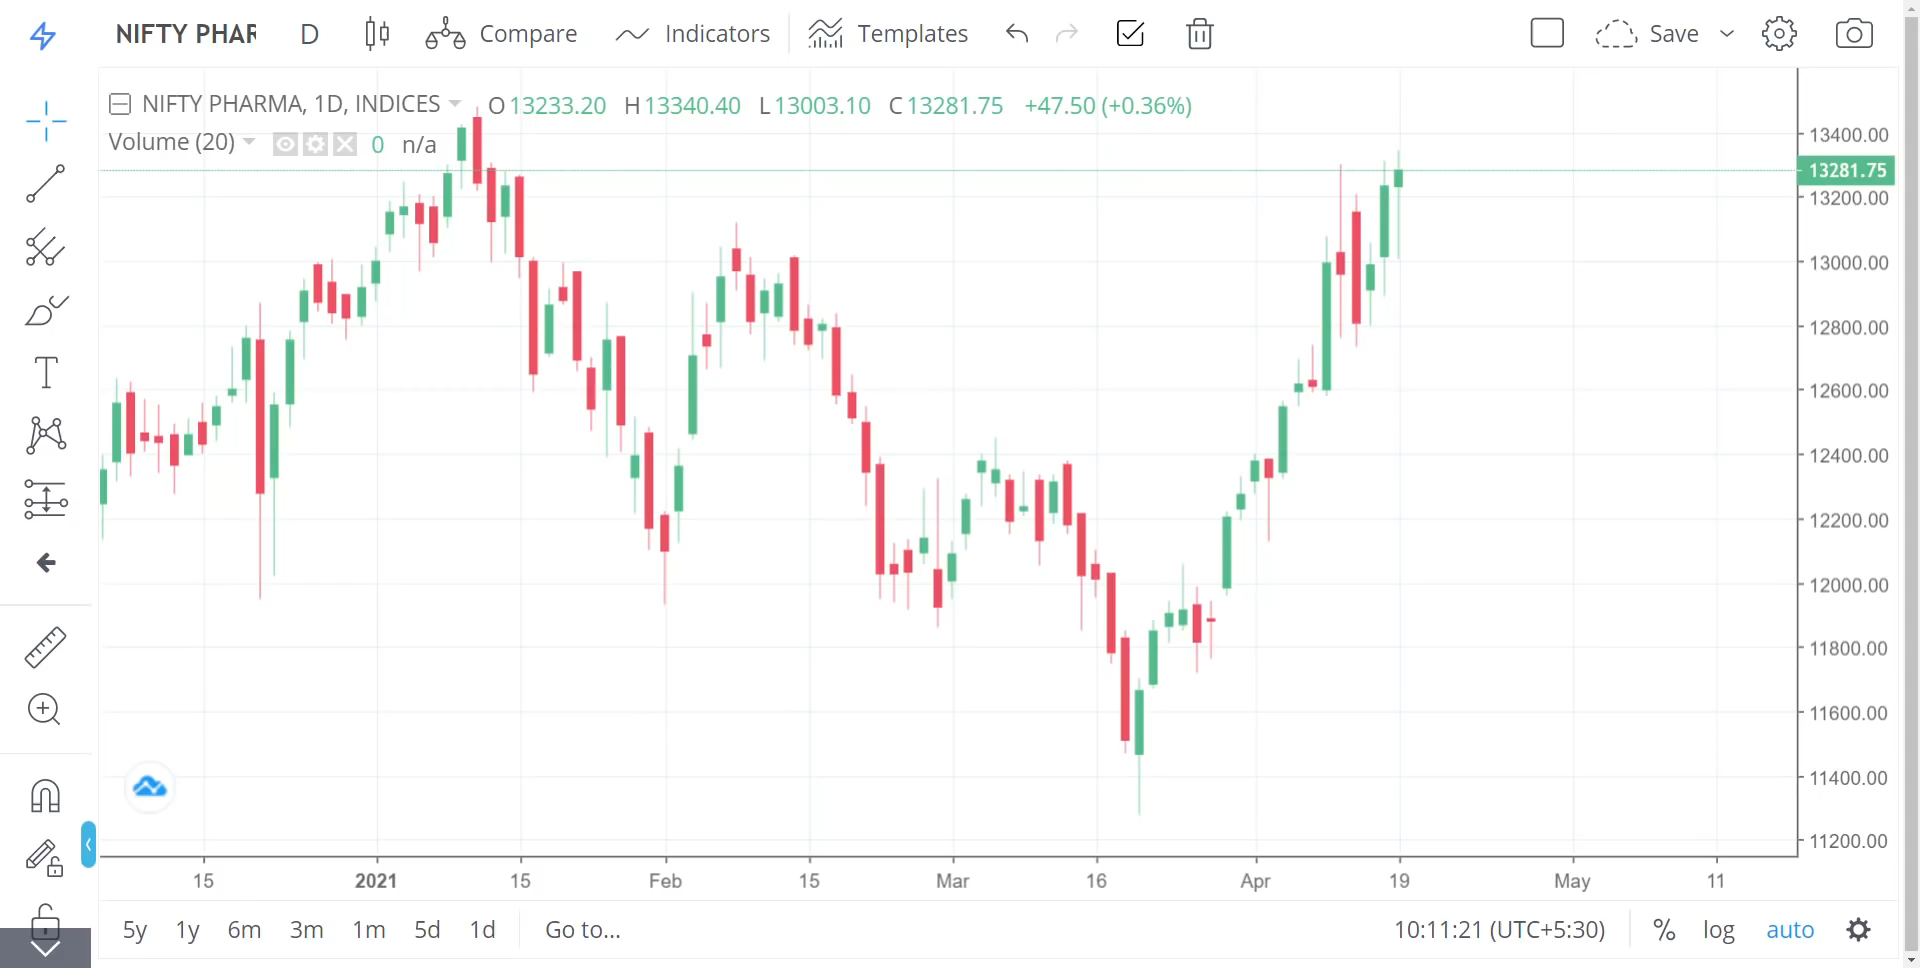 NIFTY PHAR D Compare Indicators Templates Save
NIFTY PHARMA, 1D, INDICES O 13233.20 H 13340.40 L 13003.10 C 13281.75 +47.50 (+0.36%)
Volume (20) 0 n/a
13400.00
13281.75
13200.00
13000.00
12800.00
12600.00
12400.00
12200.00
12000.00
11800.00
11600.00
11400.00
11200.00
15 2021 15 Feb 15 Mar 16 Apr 19 May 11
5y 1y 6m 3m 1m 5d 1d Go to... 10:11:21 (UTC+5:30) % log auto